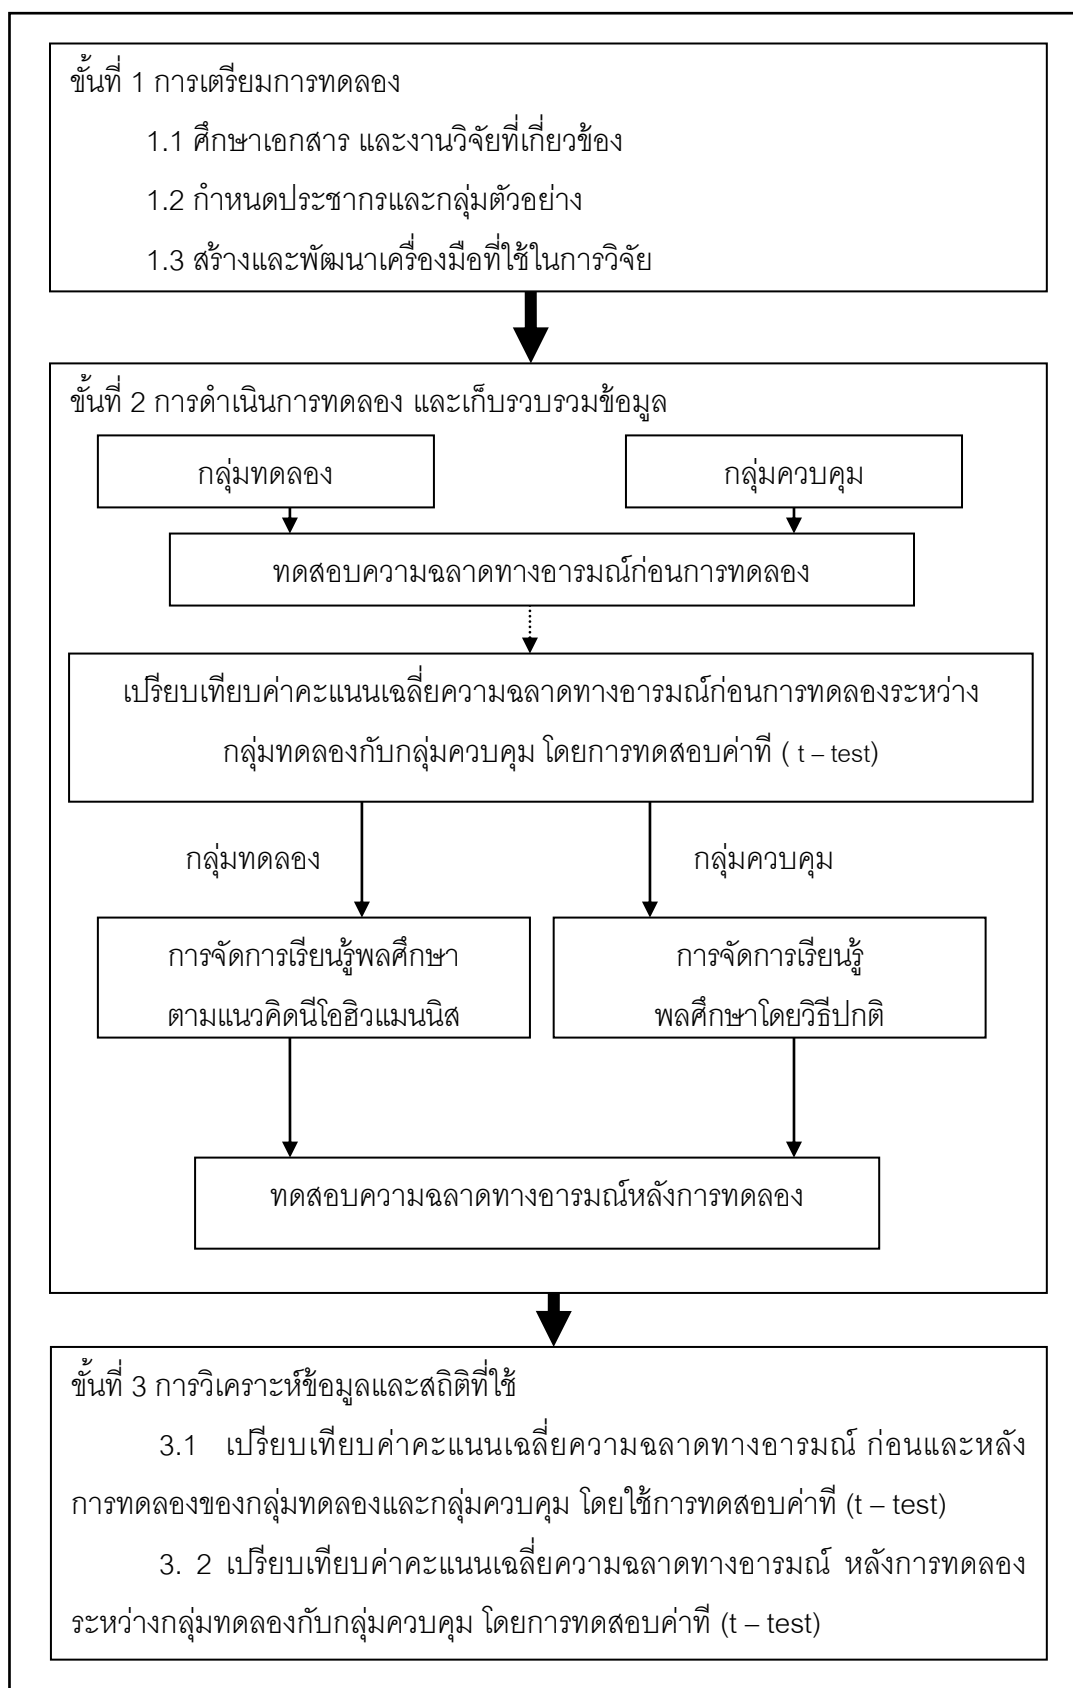 ขั้นที่ 1 การเตรียมการทดลอง
1.1 ศึกษาเอกสาร และงานวิจัยที่เกี่ยวข้อง
1.2 กำหนดประชากรและกลุ่มตัวอย่าง
1.3 สร้างและพัฒนาเครื่องมือที่ใช้ในการวิจัย
ขั้นที่ 2 การดำเนินการทดลอง และเก็บรวบรวมข้อมูล
กลุ่มทดลอง
กลุ่มควบคุม
ทดสอบความฉลาดทางอารมณ์ก่อนการทดลอง
เปรียบเทียบค่าคะแนนเฉลี่ยความฉลาดทางอารมณ์ก่อนการทดลองระหว่าง
กลุ่มทดลองกับกลุ่มควบคุม โดยการทดสอบค่าที ( t – test)
กลุ่มทดลอง
กลุ่มควบคุม
การจัดการเรียนรู้พลศึกษา
ตามแนวคิดนีโอฮิวแมนนิส
การจัดการเรียนรู้
พลศึกษาโดยวิธีปกติ
ทดสอบความฉลาดทางอารมณ์หลังการทดลอง
ขั้นที่ 3 การวิเคราะห์ข้อมูลและสถิติที่ใช้
3.1 เปรียบเทียบค่าคะแนนเฉลี่ยความฉลาดทางอารมณ์ ก่อนและหลัง
การทดลองของกลุ่มทดลองและกลุ่มควบคุม โดยใช้การทดสอบค่าที (t – test)
3. 2 เปรียบเทียบค่าคะแนนเฉลี่ยความฉลาดทางอารมณ์ หลังการทดลอง
ระหว่างกลุ่มทดลองกับกลุ่มควบคุม โดยการทดสอบค่าที (t – test)